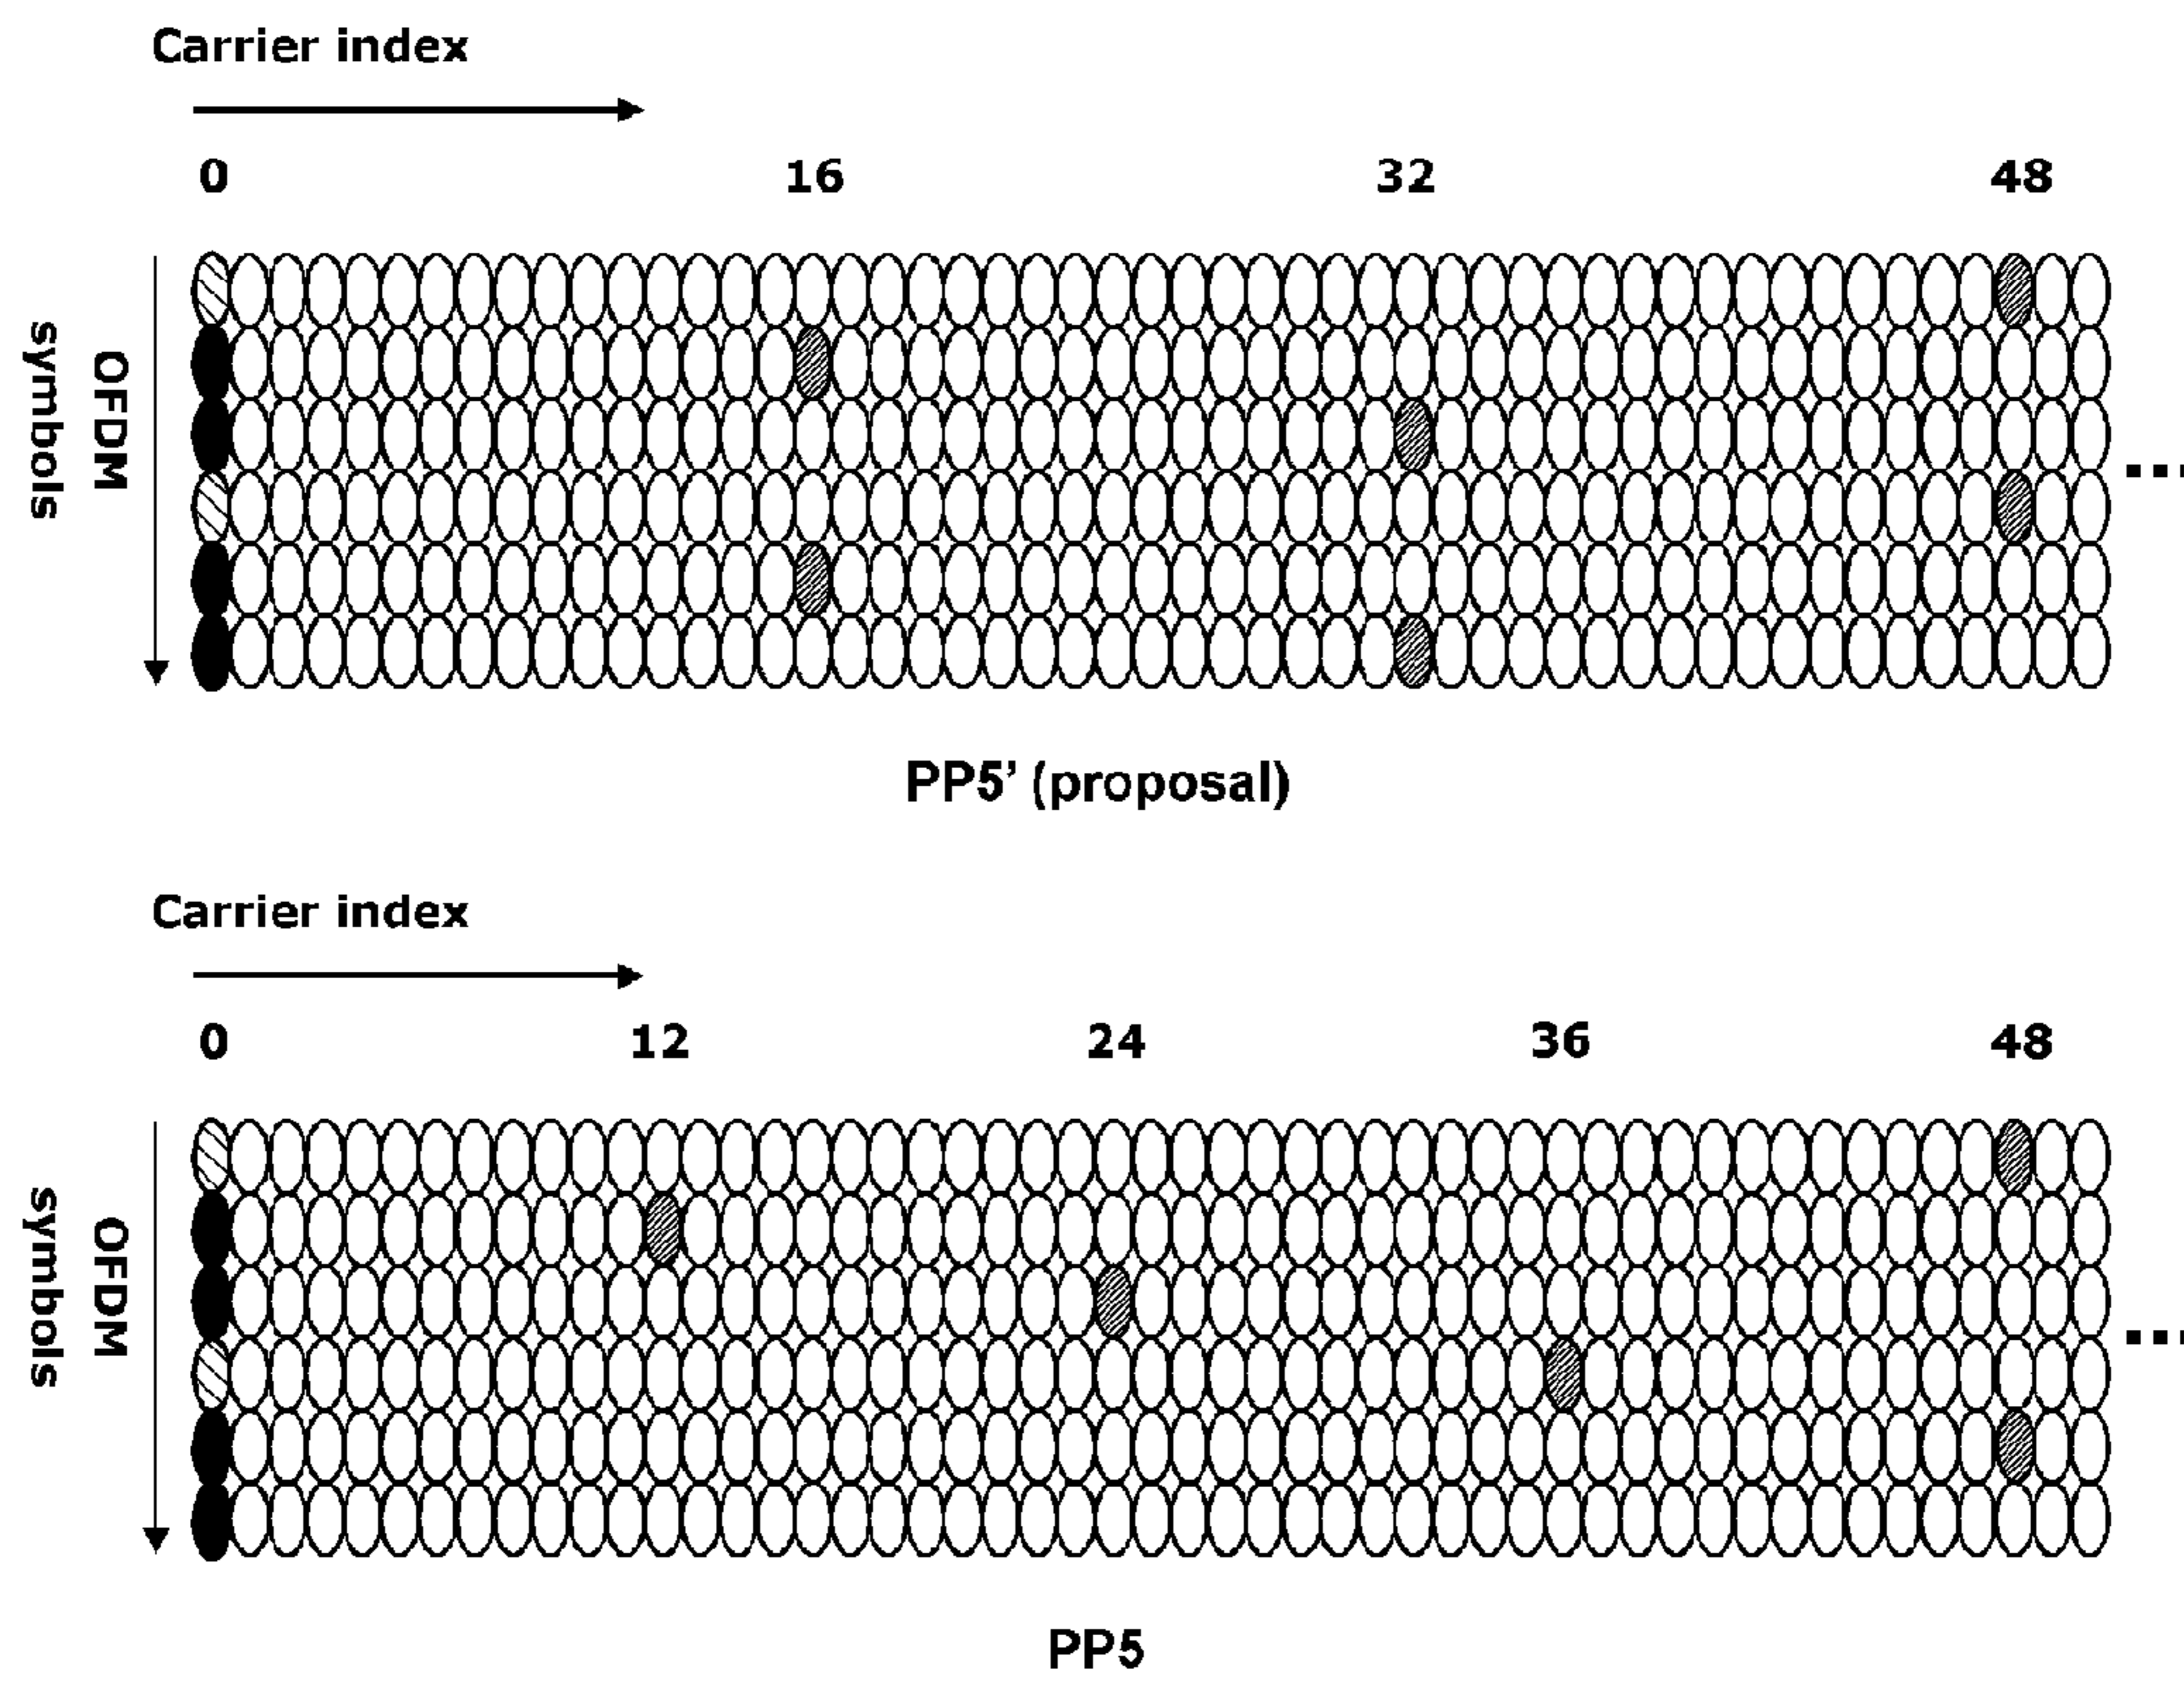 Carrier index
0 16 32 48
OFDM
symbols
...
PP5’ (proposal)
Carrier index
0 12 24 36 48
OFDM
symbols
...
PP5